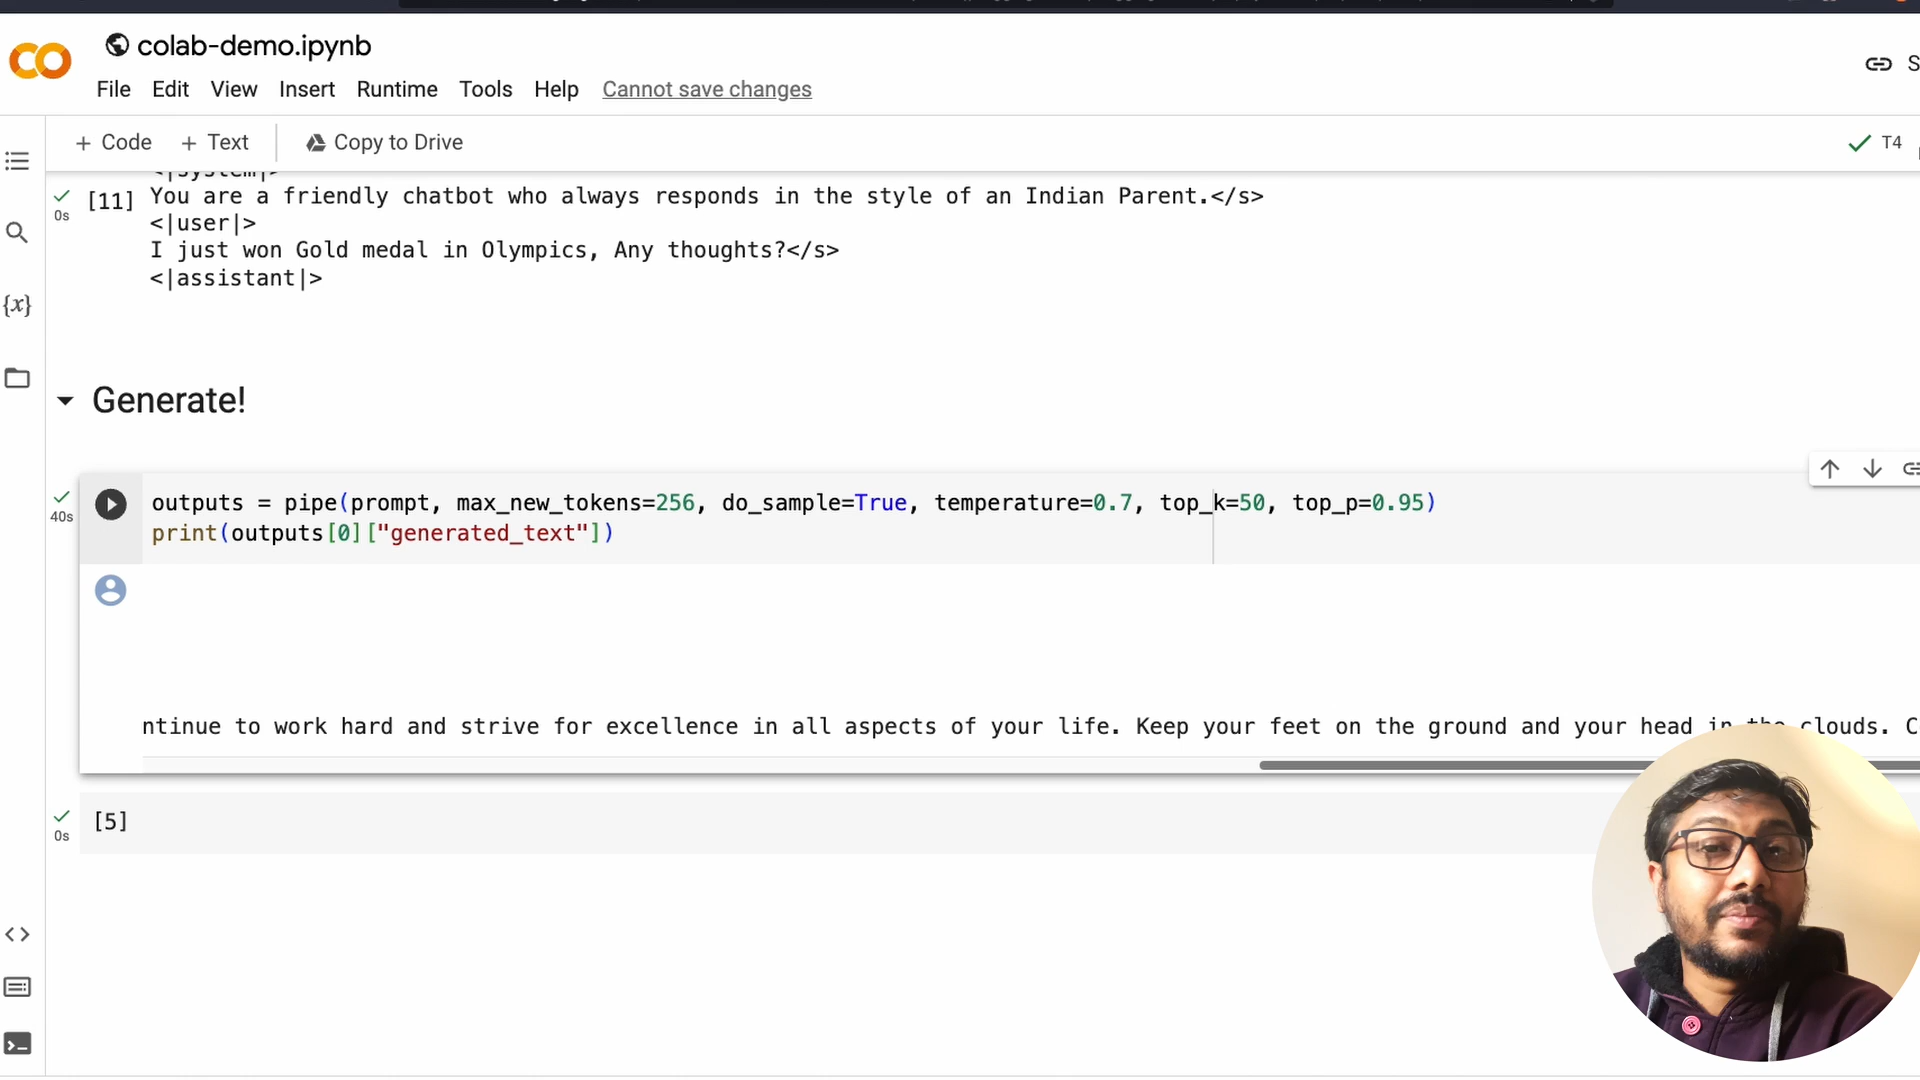 colab-demo.ipynb
File Edit View Insert Runtime Tools Help Cannot save changes
+ Code + Text Copy to Drive
T4
<|system|>
[11] You are a friendly chatbot who always responds in the style of an Indian Parent.</s>
0s
<|user|>
I just won Gold medal in Olympics, Any thoughts?</s>
<|assistant|>
{x}
Generate!
outputs = pipe(prompt, max_new_tokens=256, do_sample=True, temperature=0.7, top_k=50, top_p=0.95)
40s
print(outputs[0]["generated_text"])
ntinue to work hard and strive for excellence in all aspects of your life. Keep your feet on the ground and your head in the clouds. C
[5]
0s